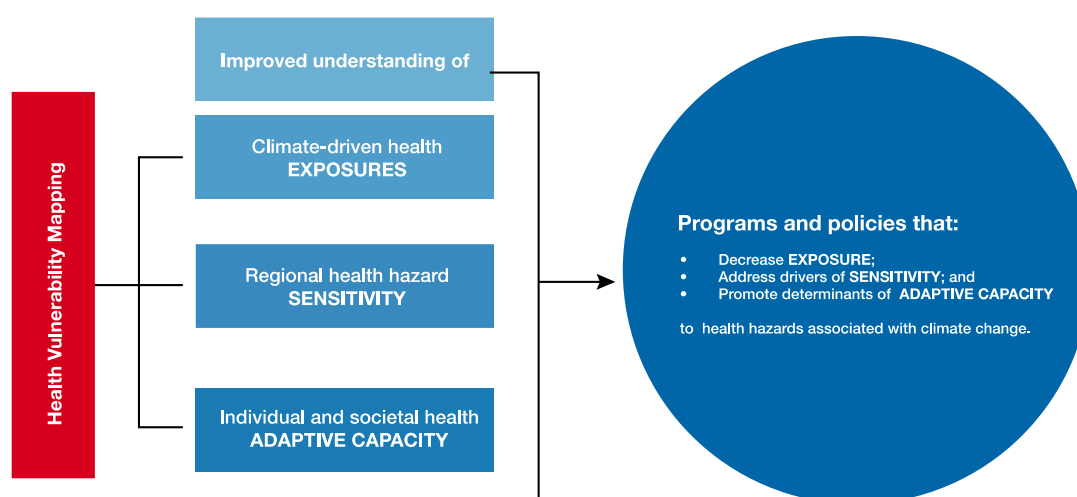 Health Vulnerability Mapping
Improved understanding of
Climate-driven health
EXPOSURES
Regional health hazard
SENSITIVITY
Individual and societal health
ADAPTIVE CAPACITY
Programs and policies that:
• Decrease EXPOSURE;
• Address drivers of SENSITIVITY; and
• Promote determinants of ADAPTIVE CAPACITY
to health hazards associated with climate change.